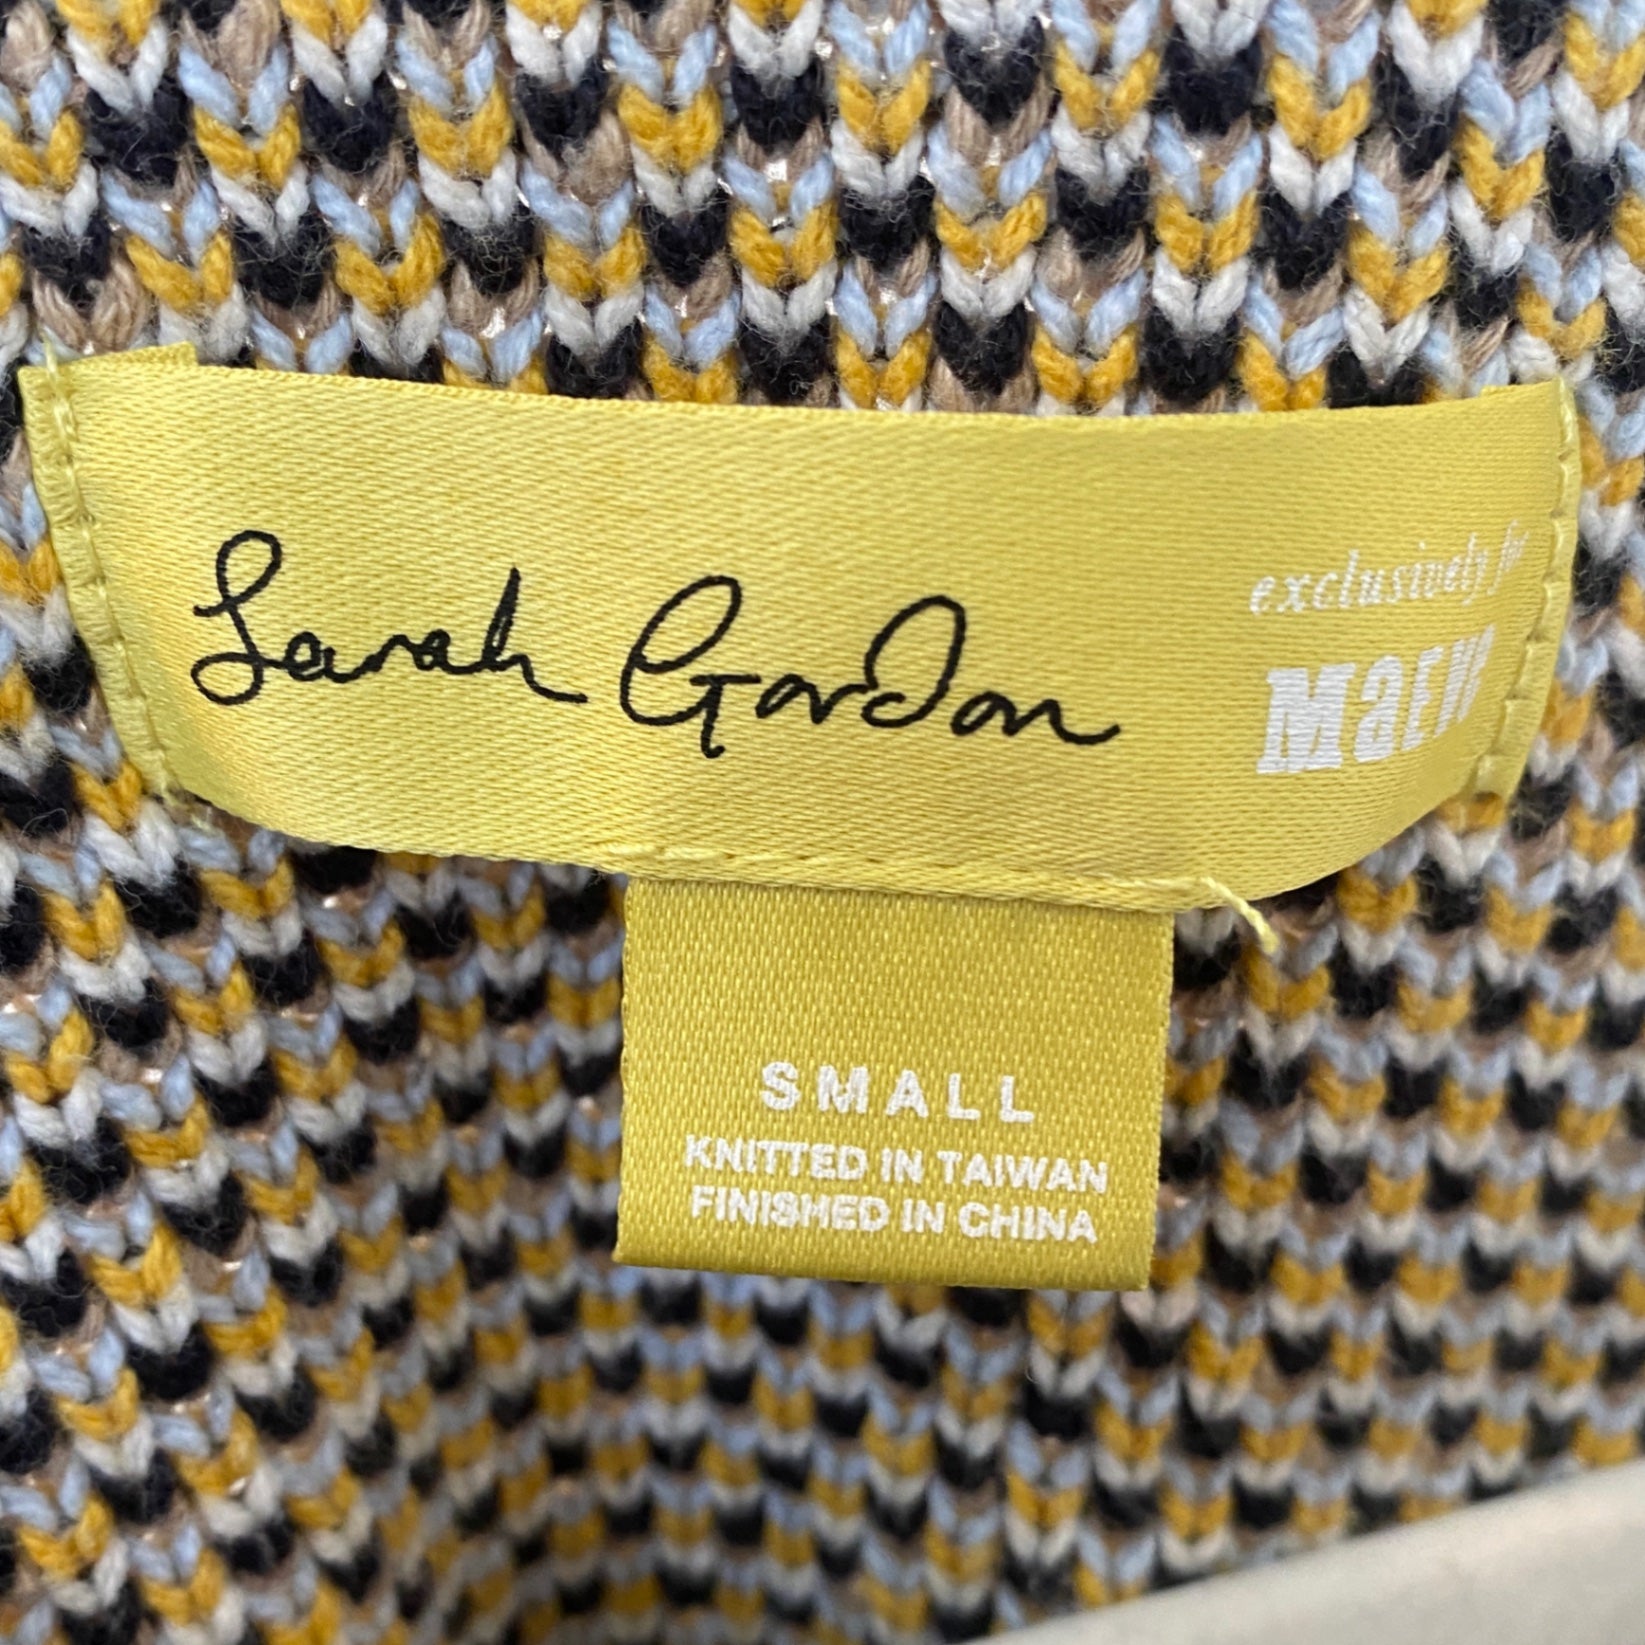 Sarah Gordon
exclusively for
MAEVE
SMALL
KNITTED IN TAIWAN
FINISHED IN CHINA